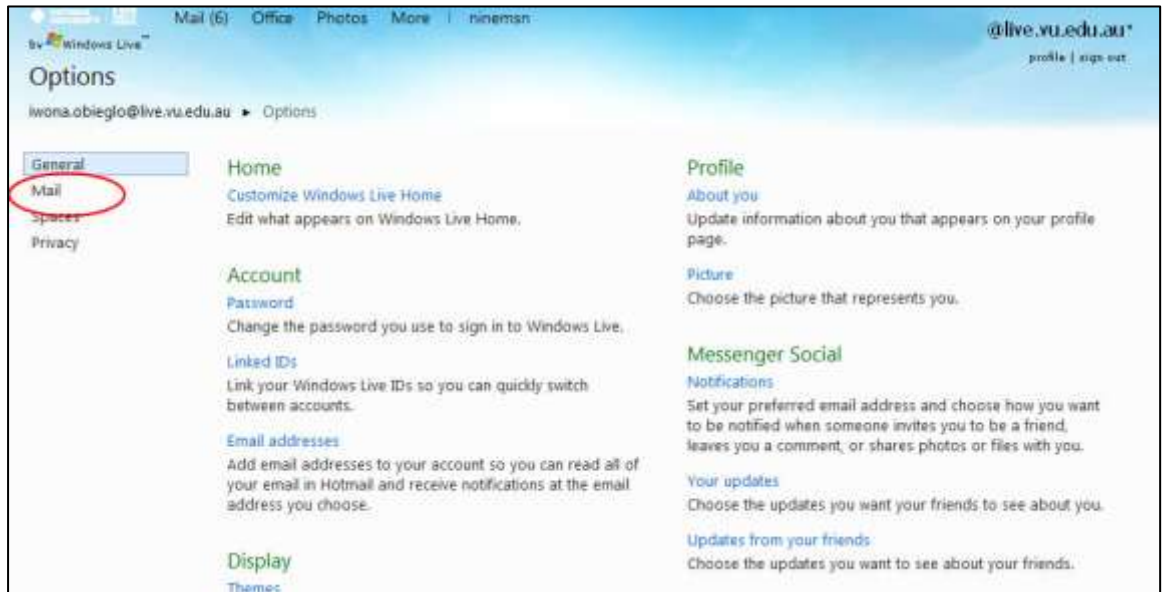 Mail (6) Office Photos More | ninemsn
@live.vu.edu.au*
by Windows Live™
profile | sign out
Options
iwona.obieglo@live.vu.edu.au ▸ Options
General
Mail
Spaces
Privacy
Home
Customize Windows Live Home
Edit what appears on Windows Live Home.
Account
Password
Change the password you use to sign in to Windows Live.
Linked IDs
Link your Windows Live IDs so you can quickly switch
between accounts.
Email addresses
Add email addresses to your account so you can read all of
your email in Hotmail and receive notifications at the email
address you choose.
Display
Themes
Profile
About you
Update information about you that appears on your profile
page.
Picture
Choose the picture that represents you.
Messenger Social
Notifications
Set your preferred email address and choose how you want
to be notified when someone invites you to be a friend,
leaves you a comment, or shares photos or files with you.
Your updates
Choose the updates you want your friends to see about you.
Updates from your friends
Choose the updates you want to see about your friends.